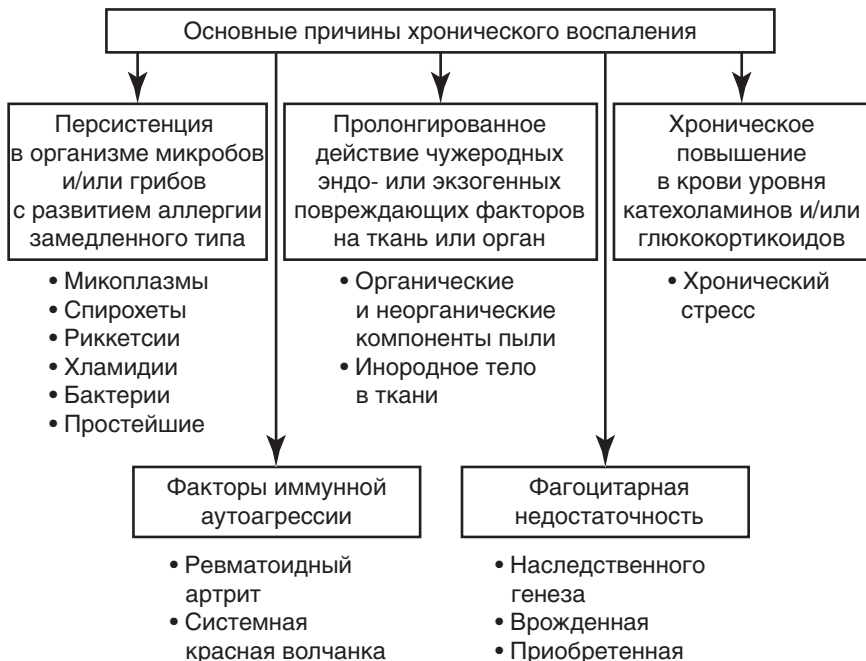 Основные причины хронического воспаления
Персистенция
в организме микробов
и/или грибов
с развитием аллергии
замедленного типа
• Микоплазмы
• Спирохеты
• Риккетсии
• Хламидии
• Бактерии
• Простейшие
Пролонгированное
действие чужеродных
эндо- или экзогенных
повреждающих факторов
на ткань или орган
• Органические
и неорганические
компоненты пыли
• Инородное тело
в ткани
Хроническое
повышение
в крови уровня
катехоламинов и/или
глюкокортикоидов
• Хронический
стресс
Факторы иммунной
аутоагрессии
• Ревматоидный
артрит
• Системная
красная волчанка
Фагоцитарная
недостаточность
• Наследственного
генеза
• Врожденная
• Приобретенная